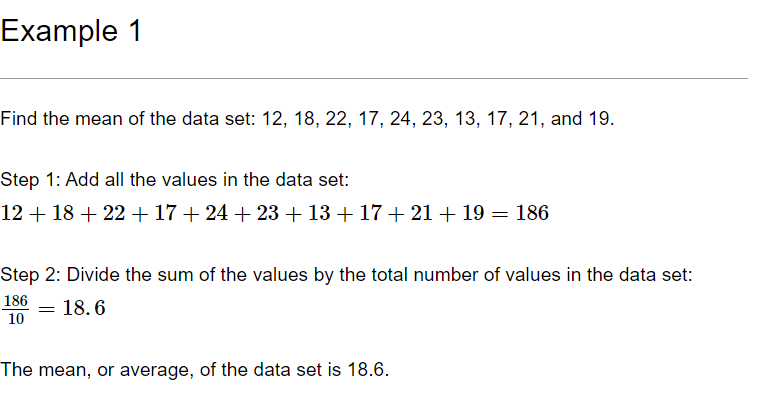 Example 1
Find the mean of the data set: 12, 18, 22, 17, 24, 23, 13, 17, 21, and 19.
Step 1: Add all the values in the data set:
12 + 18 + 22 + 17 + 24 + 23 + 13 + 17 + 21 + 19 = 186
Step 2: Divide the sum of the values by the total number of values in the data set:
186/10 = 18.6
The mean, or average, of the data set is 18.6.